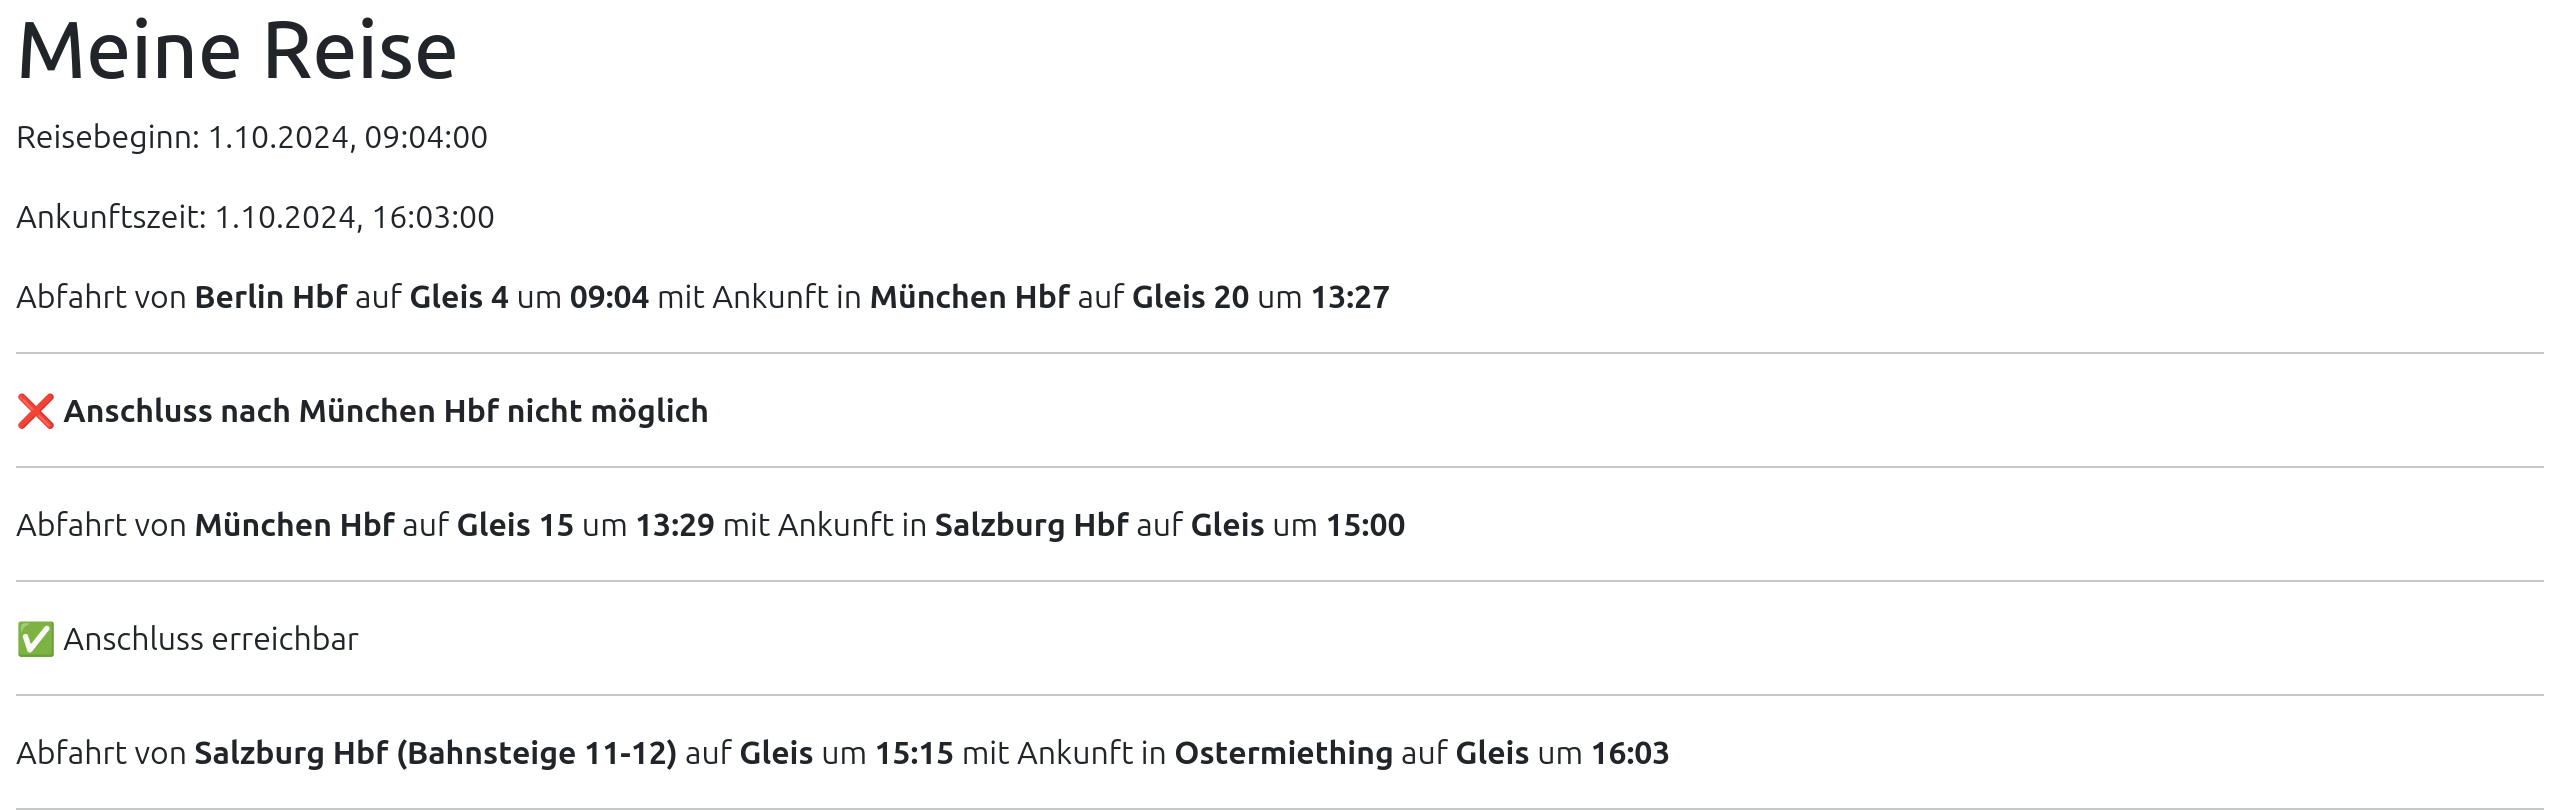 Meine Reise
Reisebeginn: 1.10.2024, 09:04:00
Ankunftszeit: 1.10.2024, 16:03:00
Abfahrt von Berlin Hbf auf Gleis 4 um 09:04 mit Ankunft in München Hbf auf Gleis 20 um 13:27
❌ Anschluss nach München Hbf nicht möglich
Abfahrt von München Hbf auf Gleis 15 um 13:29 mit Ankunft in Salzburg Hbf auf Gleis um 15:00
✅ Anschluss erreichbar
Abfahrt von Salzburg Hbf (Bahnsteige 11-12) auf Gleis um 15:15 mit Ankunft in Ostermiething auf Gleis um 16:03